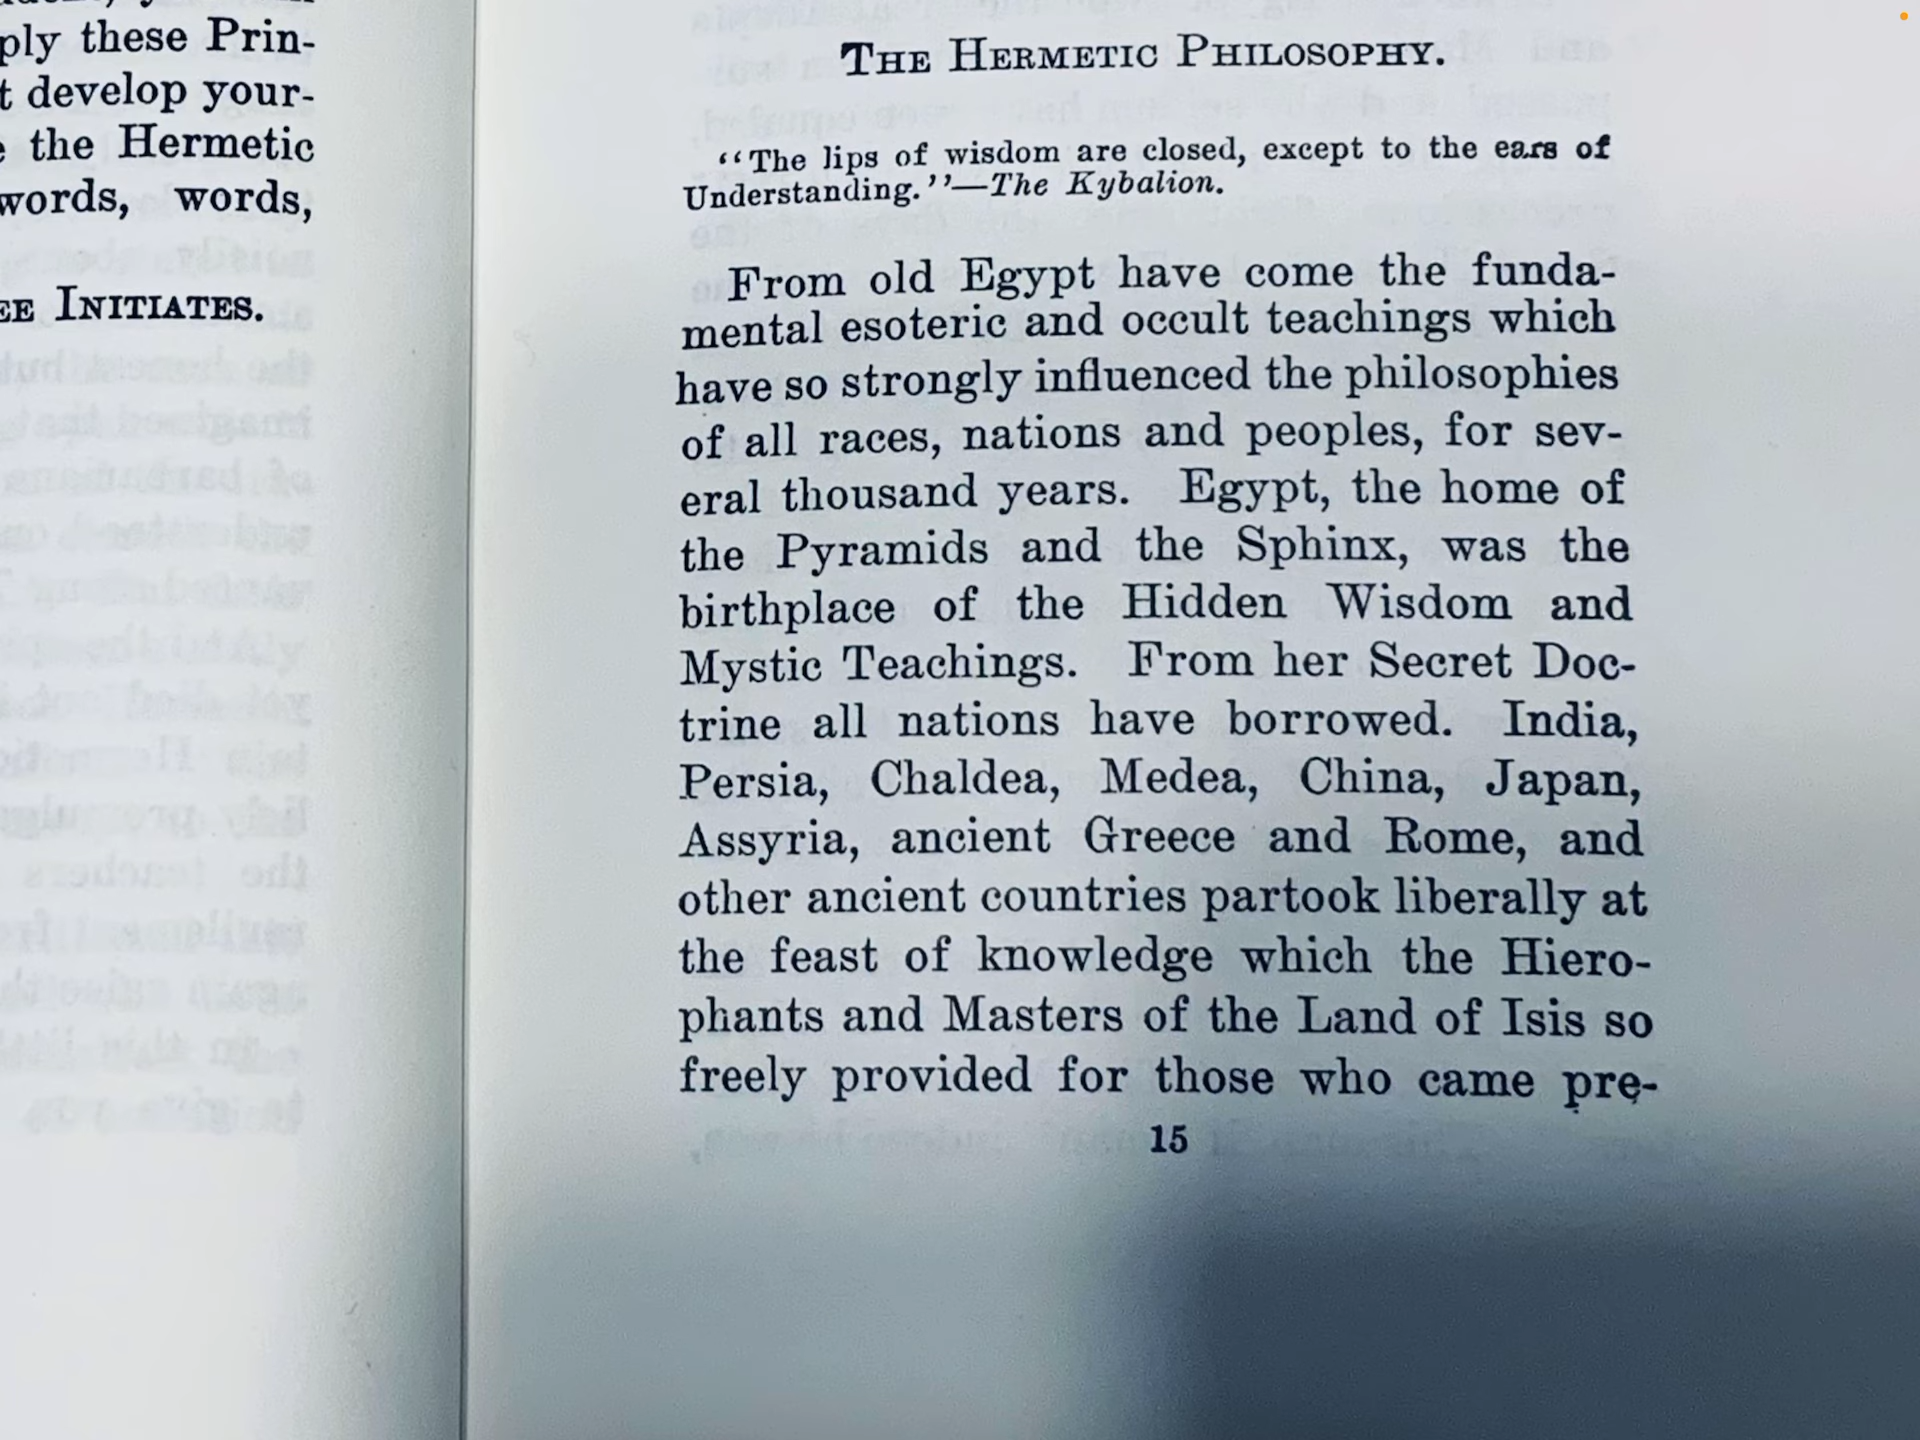 ply these Prin-
t develop your-
the Hermetic
words, words,
EE INITIATES.
THE HERMETIC PHILOSOPHY.
“The lips of wisdom are closed, except to the ears of
Understanding.”—The Kybalion.
From old Egypt have come the funda-
mental esoteric and occult teachings which
have so strongly influenced the philosophies
of all races, nations and peoples, for sev-
eral thousand years. Egypt, the home of
the Pyramids and the Sphinx, was the
birthplace of the Hidden Wisdom and
Mystic Teachings. From her Secret Doc-
trine all nations have borrowed. India,
Persia, Chaldea, Medea, China, Japan,
Assyria, ancient Greece and Rome, and
other ancient countries partook liberally at
the feast of knowledge which the Hiero-
phants and Masters of the Land of Isis so
freely provided for those who came pre-
15